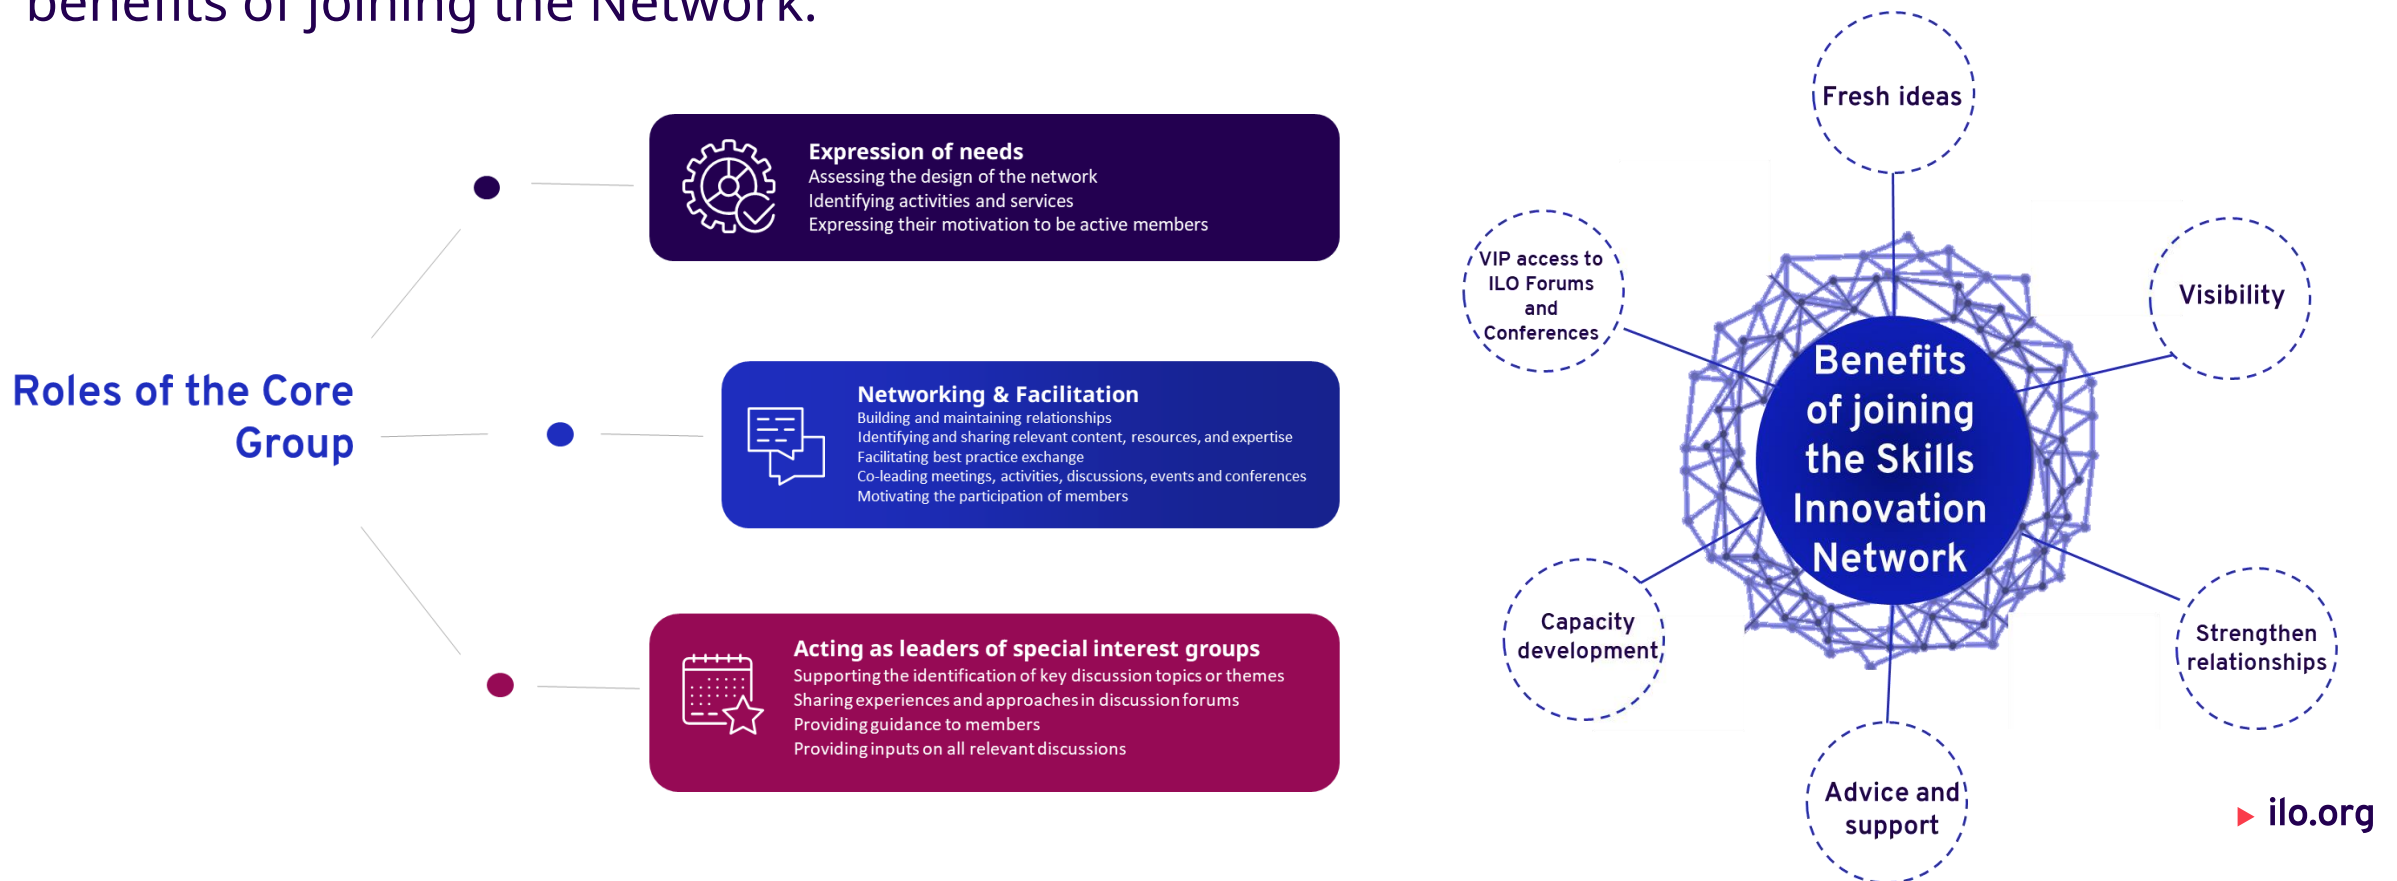 benefits of joining the Network.
Roles of the Core
Group
Expression of needs
Assessing the design of the network
Identifying activities and services
Expressing their motivation to be active members
Networking & Facilitation
Building and maintaining relationships
Identifying and sharing relevant content, resources, and expertise
Facilitating best practice exchange
Co-leading meetings, activities, discussions, events and conferences
Motivating the participation of members
Acting as leaders of special interest groups
Supporting the identification of key discussion topics or themes
Sharing experiences and approaches in discussion forums
Providing guidance to members
Providing inputs on all relevant discussions
Benefits
of joining
the Skills
Innovation
Network
Fresh ideas
Visibility
Strengthen
relationships
Advice and
support
Capacity
development
VIP access to
ILO Forums
and
Conferences
ilo.org